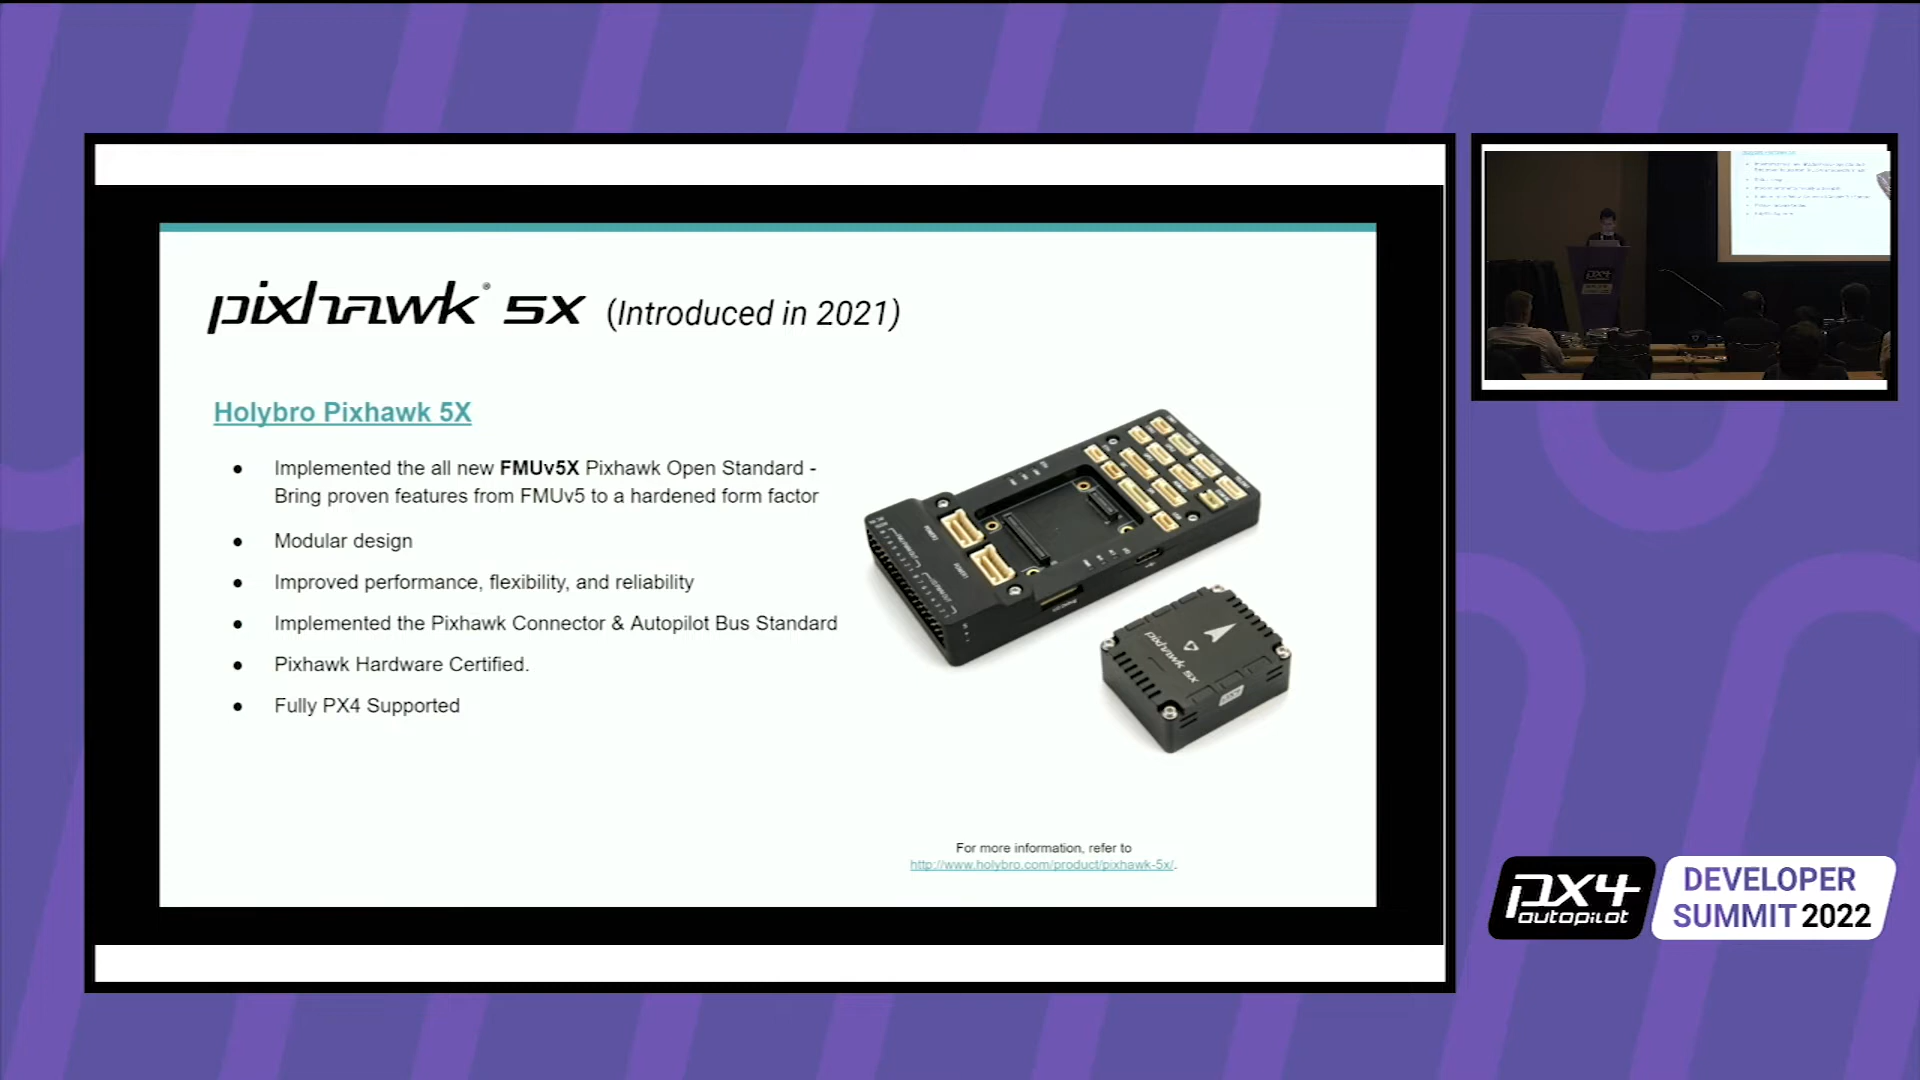 pixhawk® 5X (Introduced in 2021)
Holybro Pixhawk 5X
● Implemented the all new FMUv5X Pixhawk Open Standard -
Bring proven features from FMUv5 to a hardened form factor
● Modular design
● Improved performance, flexibility, and reliability
● Implemented the Pixhawk Connector & Autopilot Bus Standard
● Pixhawk Hardware Certified.
● Fully PX4 Supported
pixhawk 5X
For more information, refer to
http://www.holybro.com/product/pixhawk-5x/.
PX4
PX4
autopilot
DEVELOPER
SUMMIT 2022